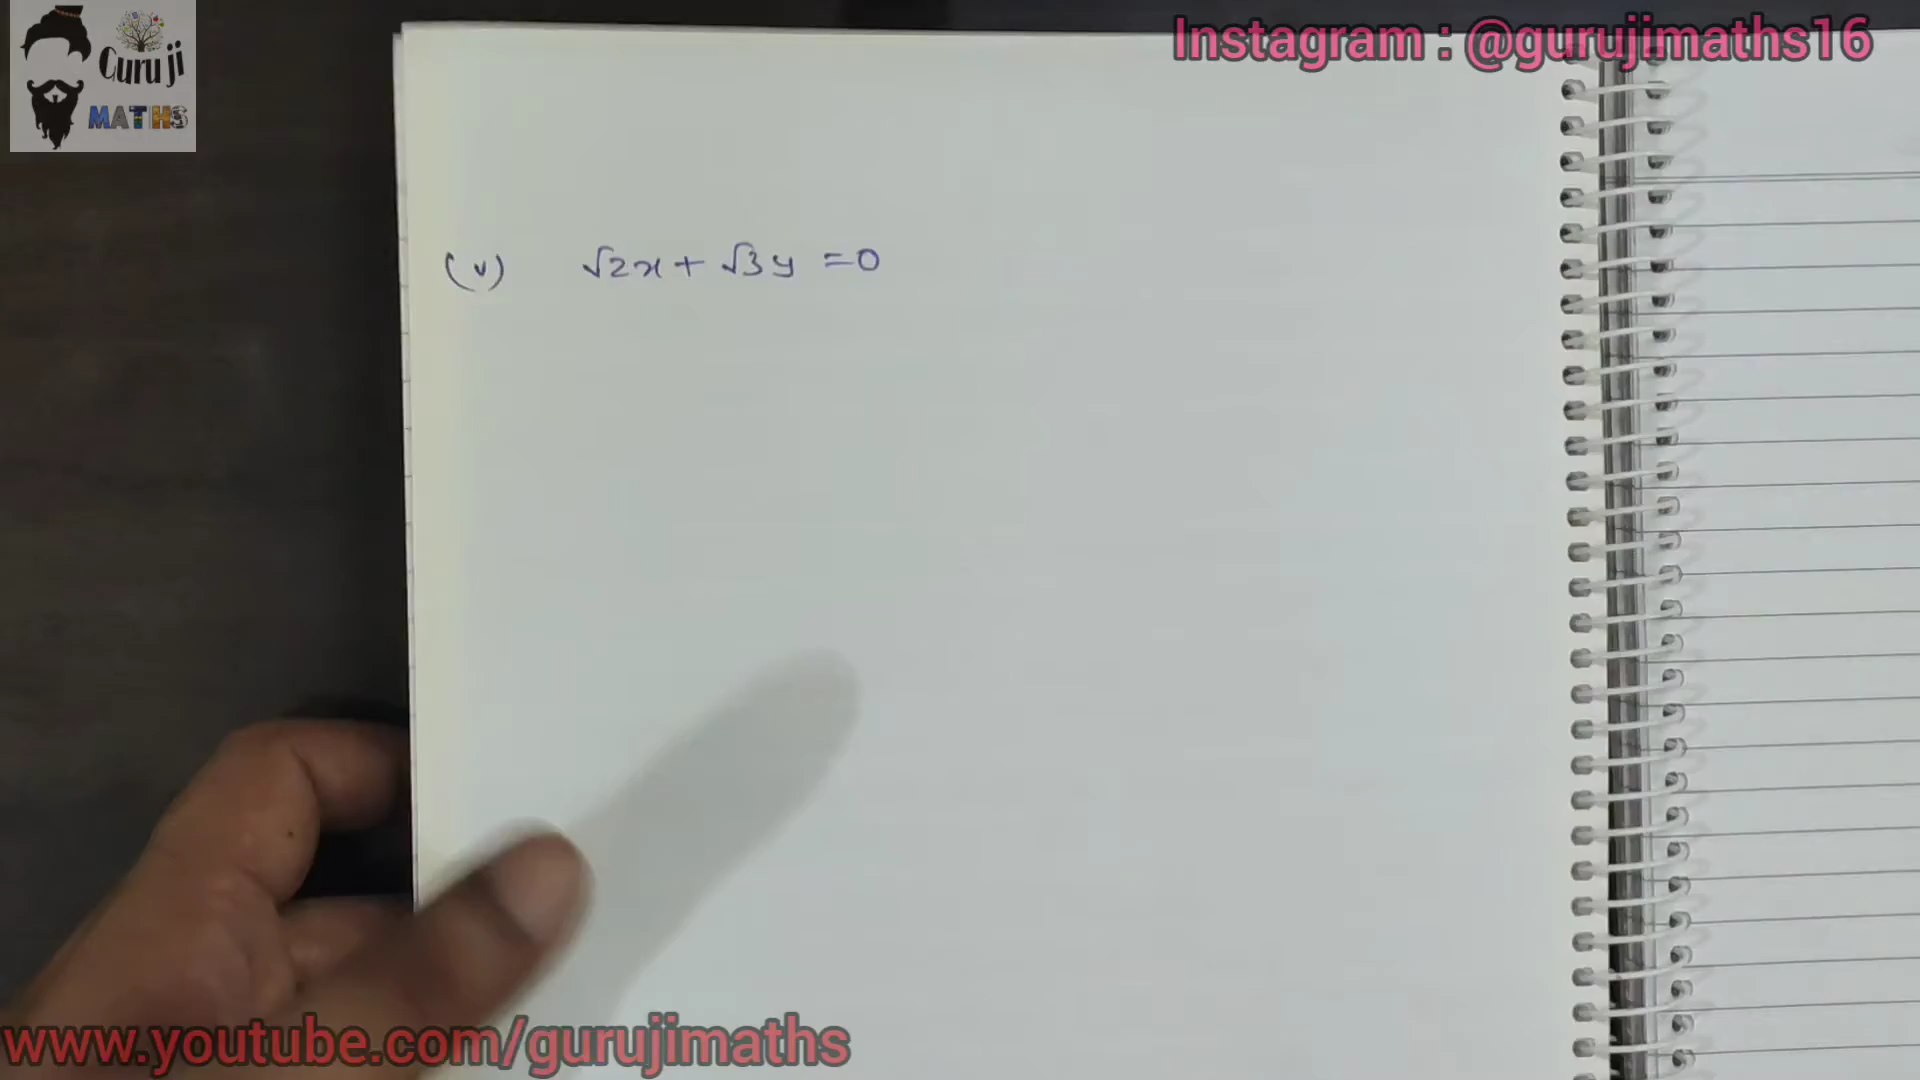 Guru ji
MATHS
Instagram : @gurujimaths16
(v) √2x + √3y = 0
www.youtube.com/gurujimaths